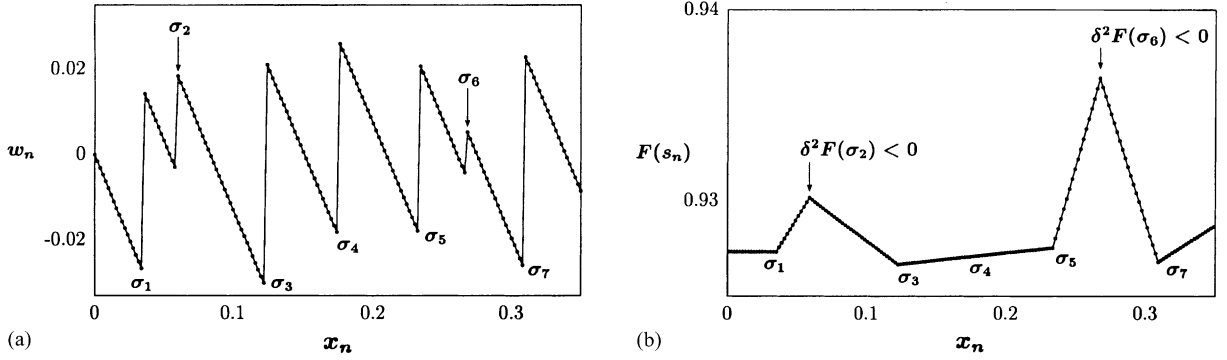 σ₂
0.02
σ₆
wₙ
0
-0.02
σ₄
σ₅
σ₁
σ₃
σ₇
0
0.1
0.2
0.3
(a)
xₙ
0.94
δ²F(σ₆) < 0
F(sₙ)
δ²F(σ₂) < 0
0.93
σ₁
σ₃
σ₄
σ₅
σ₇
0
0.1
0.2
0.3
(b)
xₙ